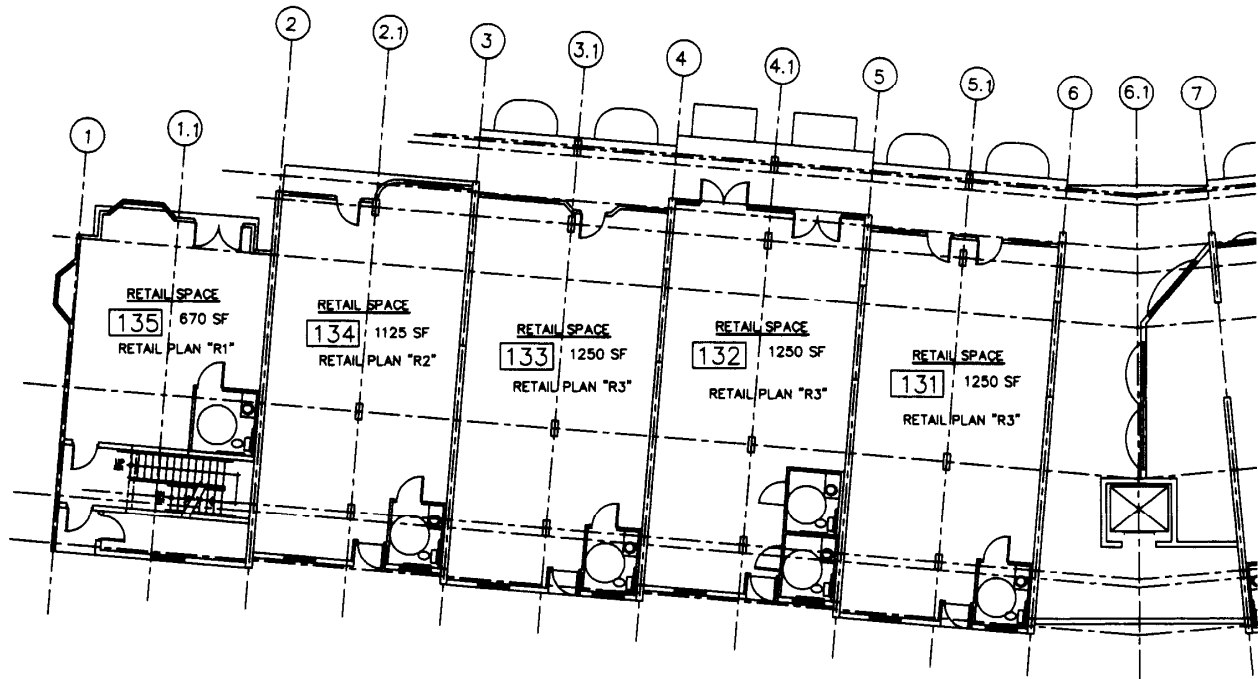 1
1.1
2
2.1
3
3.1
4
4.1
5
5.1
6
6.1
7
RETAIL SPACE
135 670 SF
RETAIL PLAN "R1"
RETAIL SPACE
134 1125 SF
RETAIL PLAN "R2"
RETAIL SPACE
133 1250 SF
RETAIL PLAN "R3"
RETAIL SPACE
132 1250 SF
RETAIL PLAN "R3"
RETAIL SPACE
131 1250 SF
RETAIL PLAN "R3"